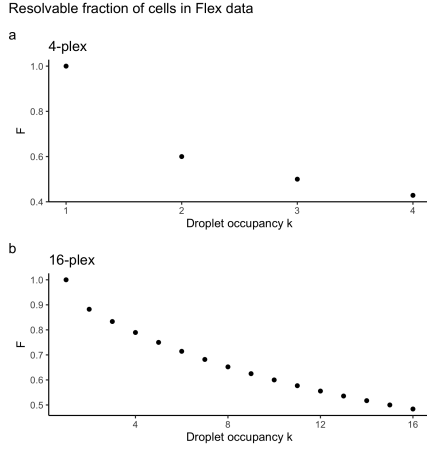 Resolvable fraction of cells in Flex data
a
4-plex
1.0
0.8
0.6
0.4
F
1 2 3 4
Droplet occupancy k
b
16-plex
1.0
0.9
0.8
0.7
0.6
0.5
F
4 8 12 16
Droplet occupancy k